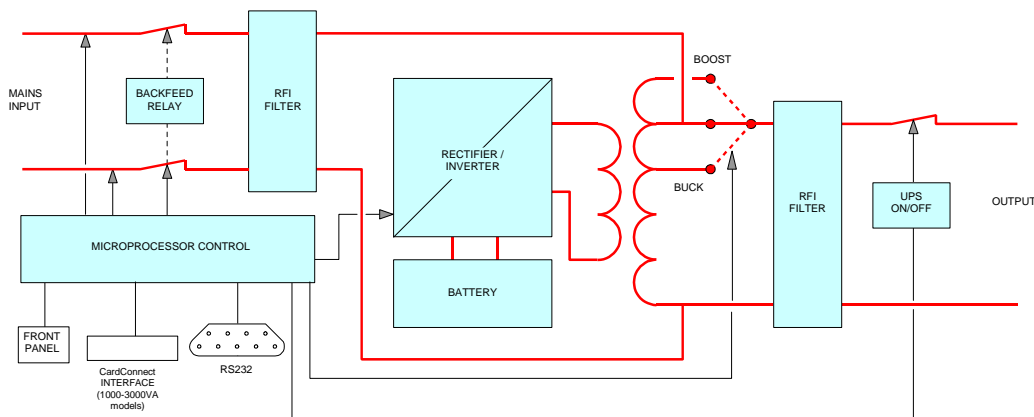 MAINS
INPUT
BACKFEED
RELAY
RFI
FILTER
RECTIFIER /
INVERTER
BATTERY
BOOST
BUCK
RFI
FILTER
UPS
ON/OFF
OUTPUT
MICROPROCESSOR CONTROL
FRONT
PANEL
CardConnect
INTERFACE
(1000-3000VA
models)
RS232